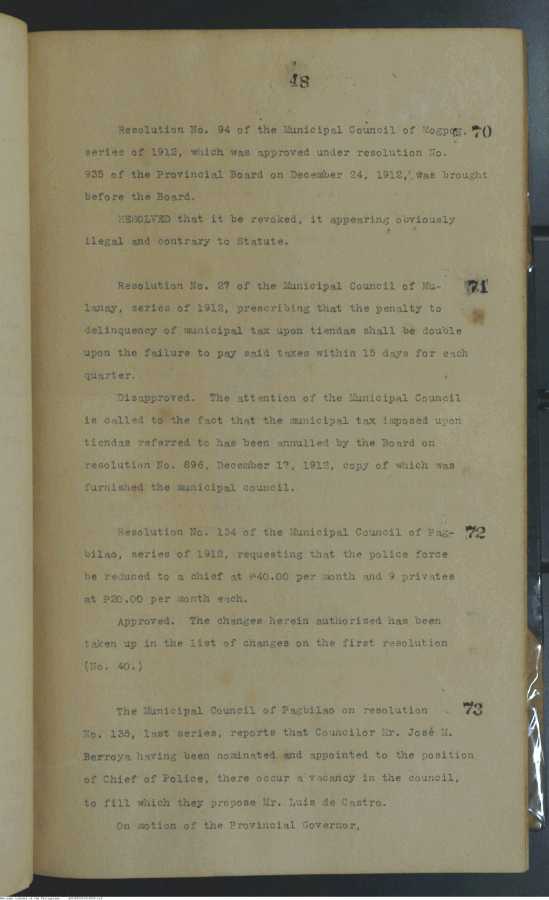 48
Resolution No. 94 of the Municipal Council of Mogpog, 70
series of 1912, which was approved under resolution No.
935 of the Provincial Board on December 24, 1912, was brought
before the Board.
RESOLVED that it be revoked, it appearing obviously
illegal and contrary to Statute.
Resolution No. 27 of the Municipal Council of Mu- 71
lanay, series of 1912, prescribing that the penalty to
delinquency of municipal tax upon tiendas shall be double
upon the failure to pay said taxes within 15 days for each
quarter.
Disapproved. The attention of the Municipal Council
is called to the fact that the municipal tax imposed upon
tiendas referred to has been annulled by the Board on
resolution No. 896, December 17, 1912, copy of which was
furnished the municipal council.
Resolution No. 134 of the Municipal Council of Pag- 72
bilao, series of 1912, requesting that the police force
be reduced to a chief at ₱40.00 per month and 9 privates
at ₱20.00 per month each.
Approved. The changes herein authorized has been
taken up in the list of changes on the first resolution
(No. 40.)
The Municipal Council of Pagbilao on resolution 73
No. 135, last series, reports that Councilor Mr. José M.
Berroya having been nominated and appointed to the position
of Chief of Police, there occur a vacancy in the council,
to fill which they propose Mr. Luis de Castro.
On motion of the Provincial Governor,